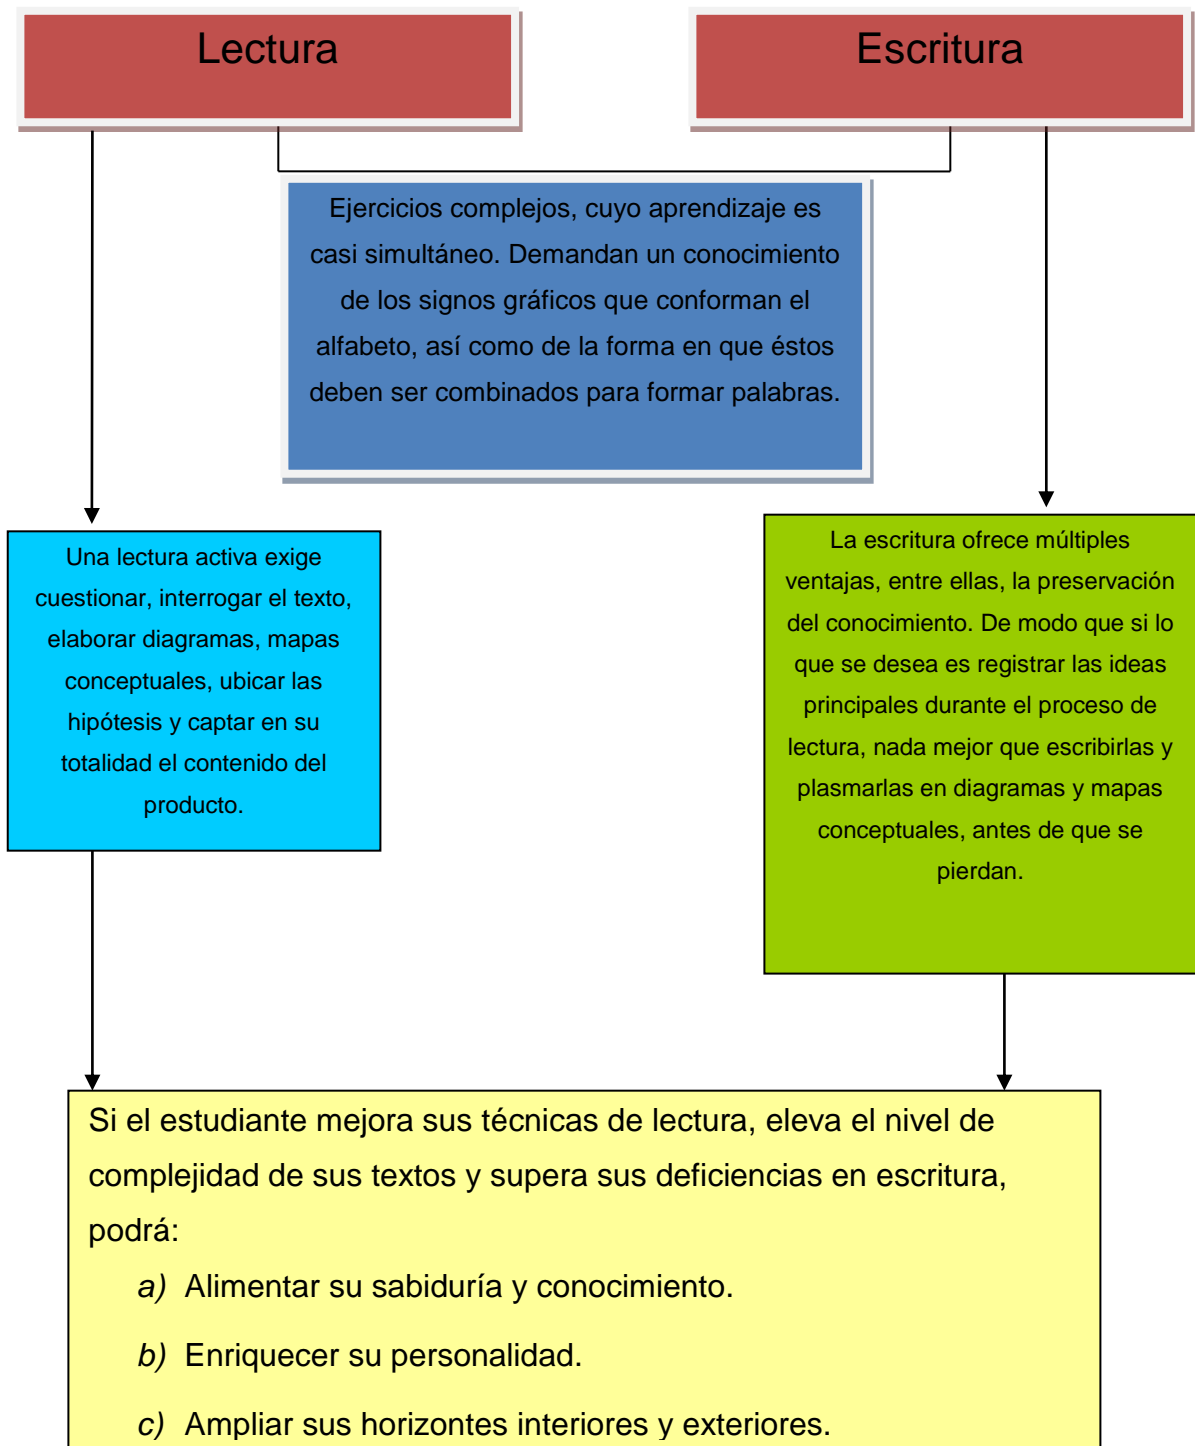 Lectura
Escritura
Ejercicios complejos, cuyo aprendizaje es
casi simultáneo. Demandan un conocimiento
de los signos gráficos que conforman el
alfabeto, así como de la forma en que éstos
deben ser combinados para formar palabras.
Una lectura activa exige
cuestionar, interrogar el texto,
elaborar diagramas, mapas
conceptuales, ubicar las
hipótesis y captar en su
totalidad el contenido del
producto.
La escritura ofrece múltiples
ventajas, entre ellas, la preservación
del conocimiento. De modo que si lo
que se desea es registrar las ideas
principales durante el proceso de
lectura, nada mejor que escribirlas y
plasmarlas en diagramas y mapas
conceptuales, antes de que se
pierdan.
Si el estudiante mejora sus técnicas de lectura, eleva el nivel de
complejidad de sus textos y supera sus deficiencias en escritura,
podrá:
a) Alimentar su sabiduría y conocimiento.
b) Enriquecer su personalidad.
c) Ampliar sus horizontes interiores y exteriores.